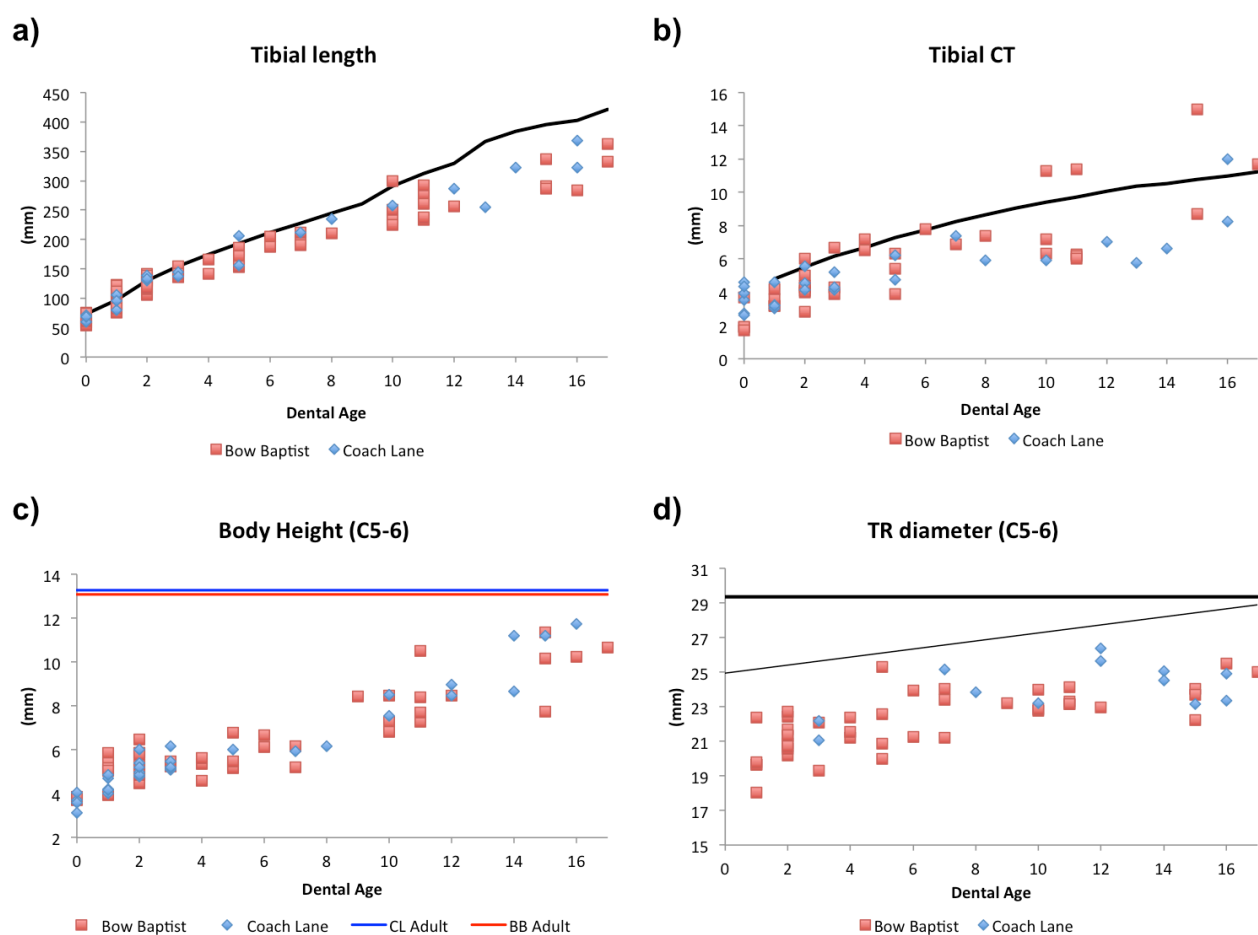 a)
Tibial length
450
400
350
300
250
200
150
100
50
0
(mm)
0 2 4 6 8 10 12 14 16
Dental Age
Bow Baptist Coach Lane
b)
Tibial CT
16
14
12
10
8
6
4
2
0
(mm)
0 2 4 6 8 10 12 14 16
Dental Age
Bow Baptist Coach Lane
c)
Body Height (C5-6)
14
12
10
8
6
4
2
(mm)
0 2 4 6 8 10 12 14 16
Dental Age
Bow Baptist Coach Lane CL Adult BB Adult
d)
TR diameter (C5-6)
31
29
27
25
23
21
19
17
15
(mm)
0 2 4 6 8 10 12 14 16
Dental Age
Bow Baptist Coach Lane